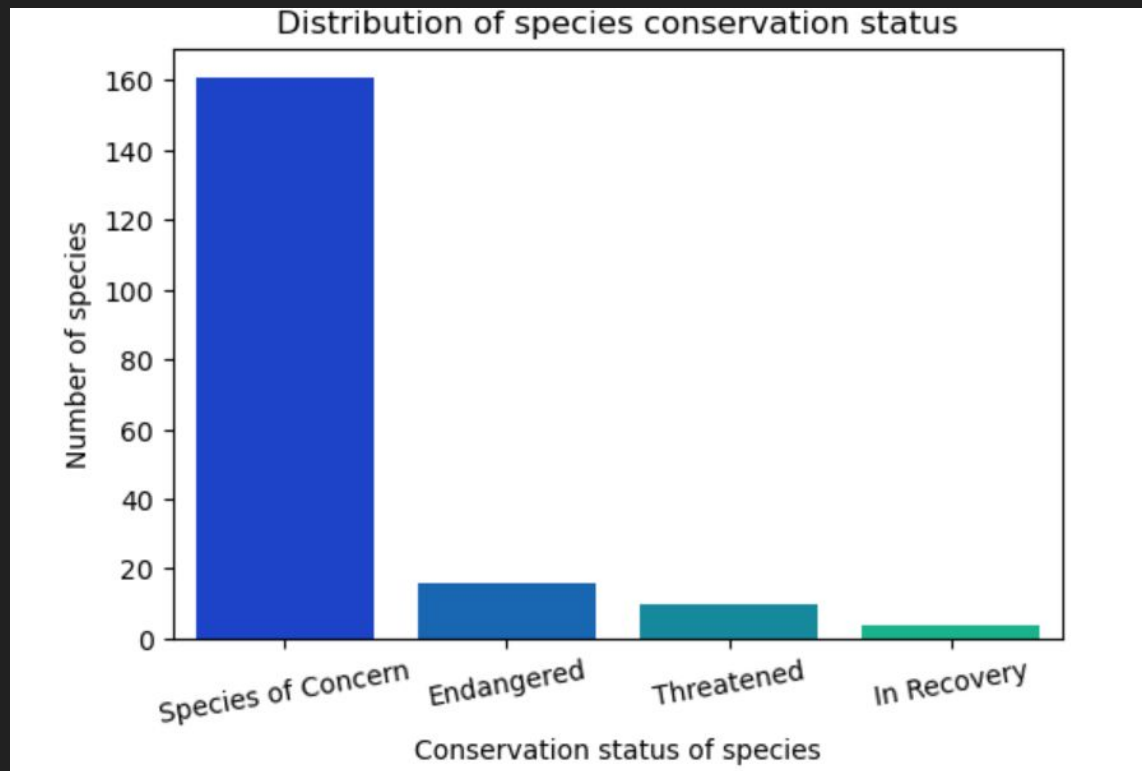 Distribution of species conservation status
Number of species
160
140
120
100
80
60
40
20
0
Species of Concern Endangered Threatened In Recovery
Conservation status of species